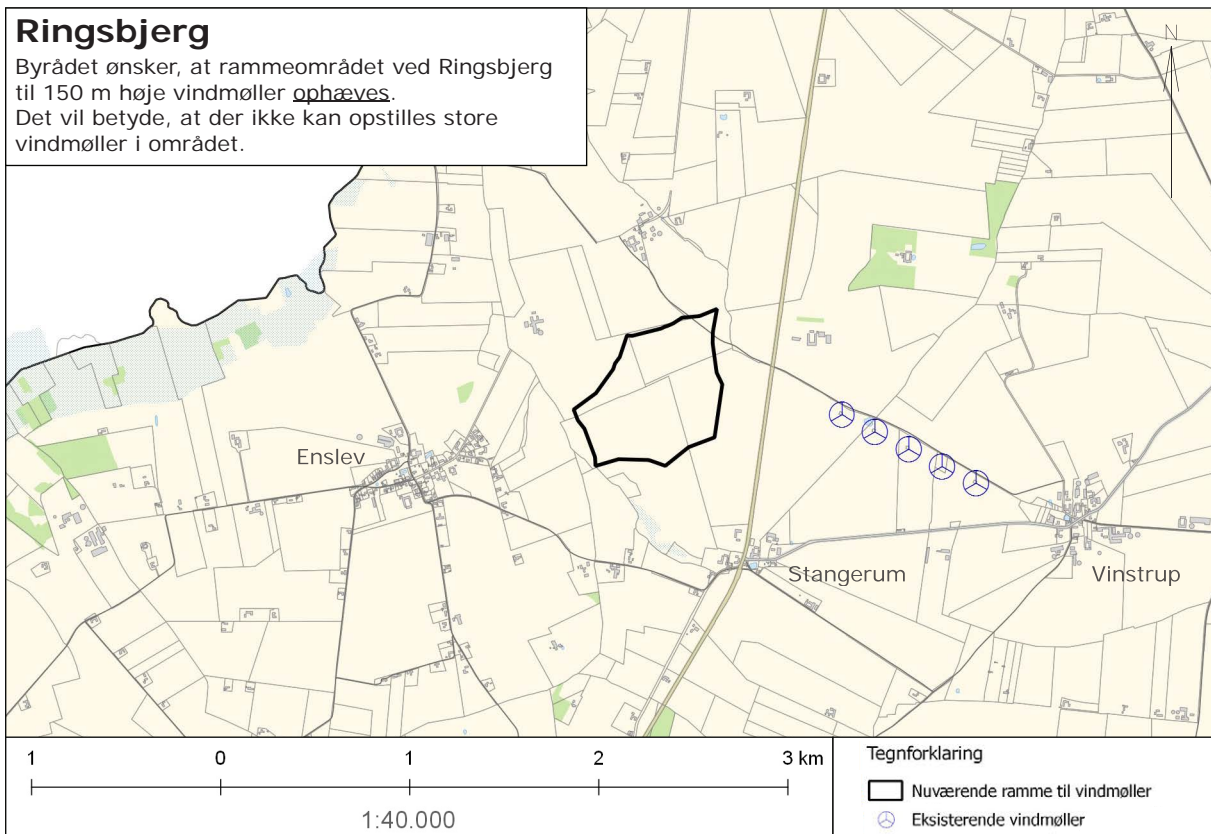 Ringsbjerg
Byrådet ønsker, at rammeområdet ved Ringsbjerg
til 150 m høje vindmøller ophæves.
Det vil betyde, at der ikke kan opstilles store
vindmøller i området.
N
Enslev
Stangerum
Vinstrup
1 0 1 2 3 km
1:40.000
Tegnforklaring
Nuværende ramme til vindmøller
Eksisterende vindmøller